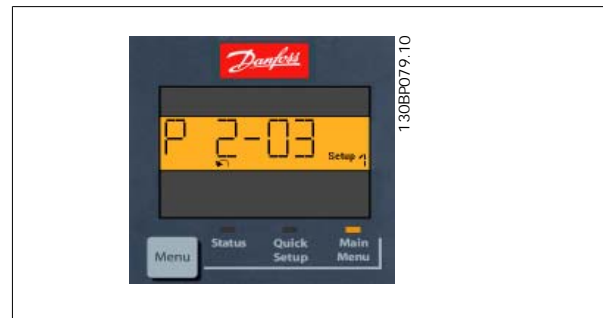 Danfoss
P 2-03
Setup 1
Status Quick Setup Main Menu
Menu
130BP079.10